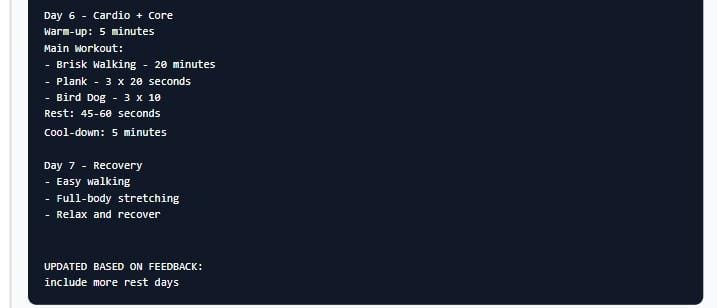 Day 6 - Cardio + Core
Warm-up: 5 minutes
Main Workout:
- Brisk Walking - 20 minutes
- Plank - 3 x 20 seconds
- Bird Dog - 3 x 10
Rest: 45-60 seconds
Cool-down: 5 minutes
Day 7 - Recovery
- Easy walking
- Full-body stretching
- Relax and recover
UPDATED BASED ON FEEDBACK:
include more rest days